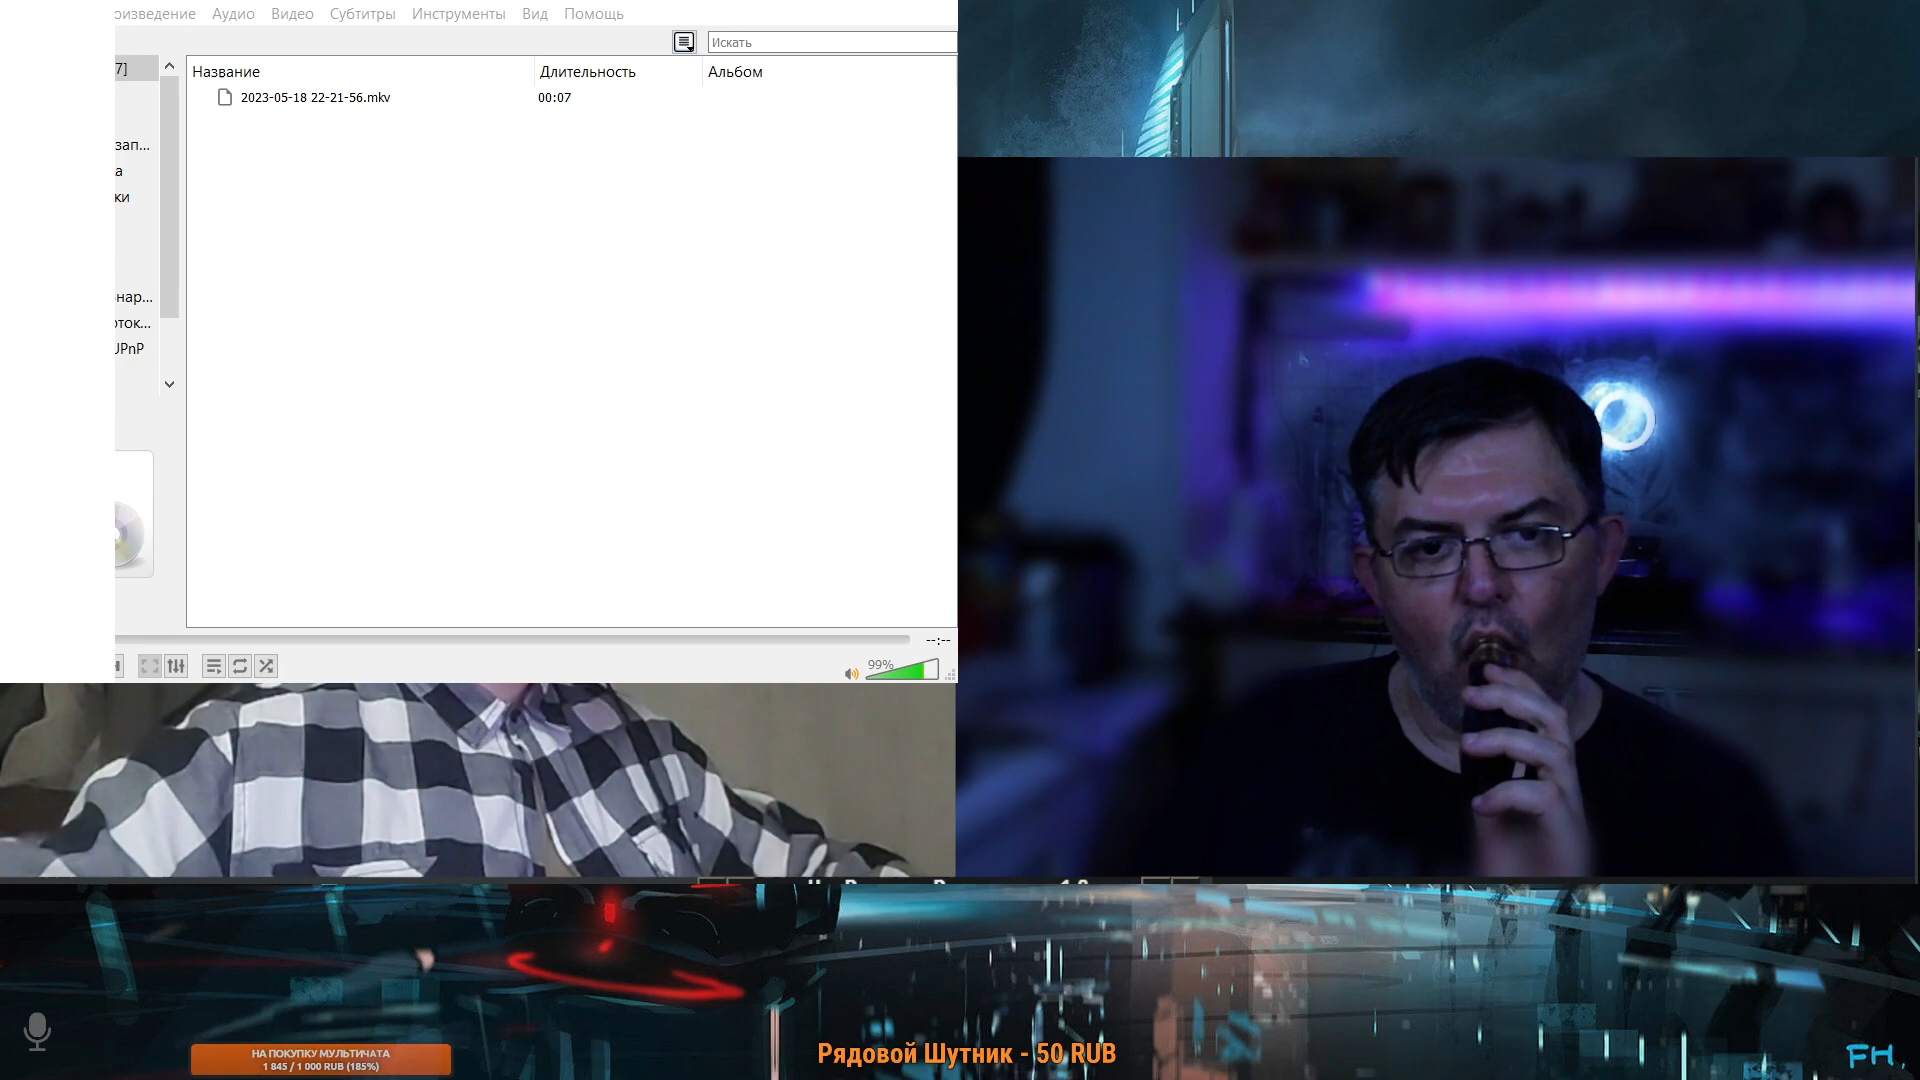 оизведение Аудио Видео Субтитры Инструменты Вид Помощь
Искать
7]
Название Длительность Альбом
2023-05-18 22-21-56.mkv 00:07
зап...
а
ки
нар...
оток...
UPnP
--:--
99%
НА ПОКУПКУ МУЛЬТИЧАТА
1 845 / 1 000 RUB (185%)
Рядовой Шутник - 50 RUB
FH.